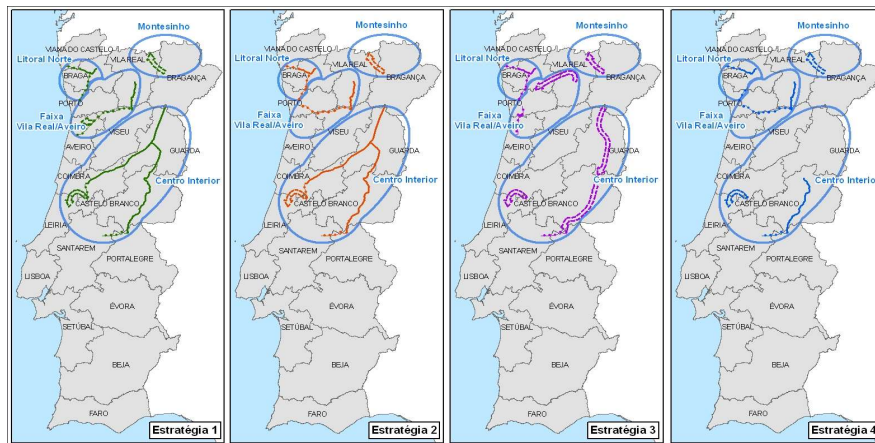 Montesinho
VIANA DO CASTELO
Litoral Norte
VILA REAL
BRAGA
BRAGANÇA
PORTO
Faixa
Vila Real/Aveiro
VISEU
AVEIRO
GUARDA
COIMBRA
Centro Interior
CASTELO BRANCO
LEIRIA
SANTAREM
PORTALEGRE
LISBOA
ÉVORA
SETÚBAL
BEJA
FARO
Estratégia 1
Montesinho
VIANA DO CASTELO
Litoral Norte
VILA REAL
BRAGA
BRAGANÇA
PORTO
Faixa
Vila Real/Aveiro
VISEU
AVEIRO
GUARDA
COIMBRA
Centro Interior
CASTELO BRANCO
LEIRIA
SANTAREM
PORTALEGRE
LISBOA
ÉVORA
SETÚBAL
BEJA
FARO
Estratégia 2
Montesinho
VIANA DO CASTELO
Litoral Norte
VILA REAL
BRAGA
BRAGANÇA
PORTO
Faixa
Vila Real/Aveiro
VISEU
AVEIRO
GUARDA
COIMBRA
Centro Interior
CASTELO BRANCO
LEIRIA
SANTAREM
PORTALEGRE
LISBOA
ÉVORA
SETÚBAL
BEJA
FARO
Estratégia 3
Montesinho
VIANA DO CASTELO
Litoral Norte
VILA REAL
BRAGA
BRAGANÇA
PORTO
Faixa
Vila Real/Aveiro
VISEU
AVEIRO
GUARDA
COIMBRA
Centro Interior
CASTELO BRANCO
LEIRIA
SANTAREM
PORTALEGRE
LISBOA
ÉVORA
SETÚBAL
BEJA
FARO
Estratégia 4